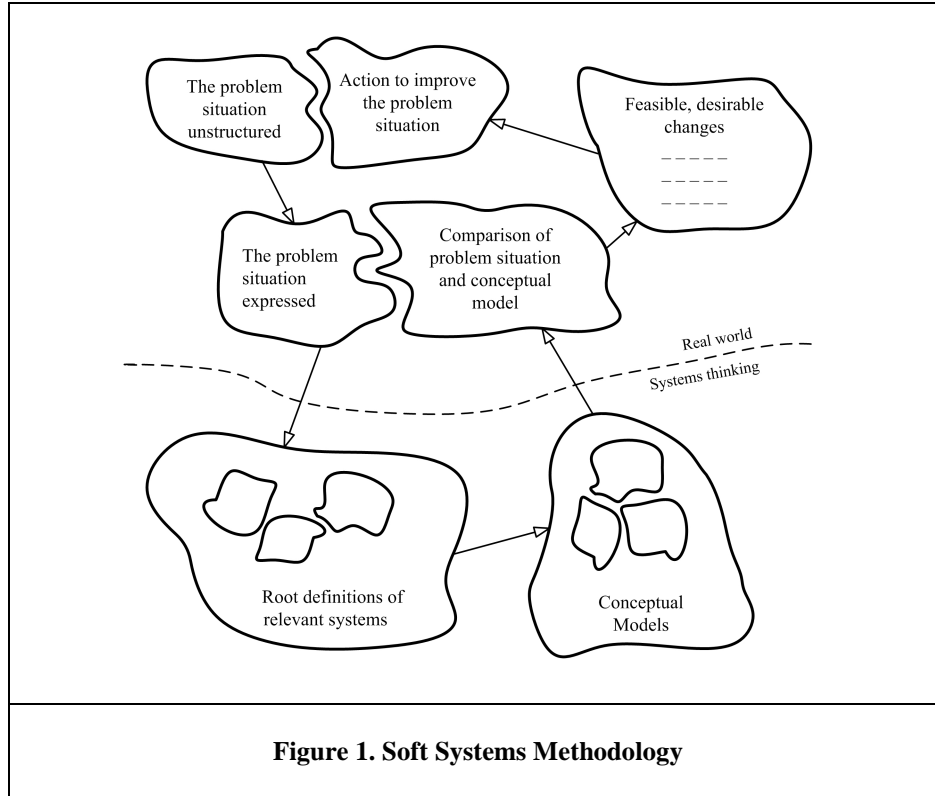 The problem
situation
unstructured
Action to improve
the problem
situation
Feasible, desirable
changes
The problem
situation
expressed
Comparison of
problem situation
and conceptual
model
Real world
Systems thinking
Root definitions of
relevant systems
Conceptual
Models
Figure 1. Soft Systems Methodology